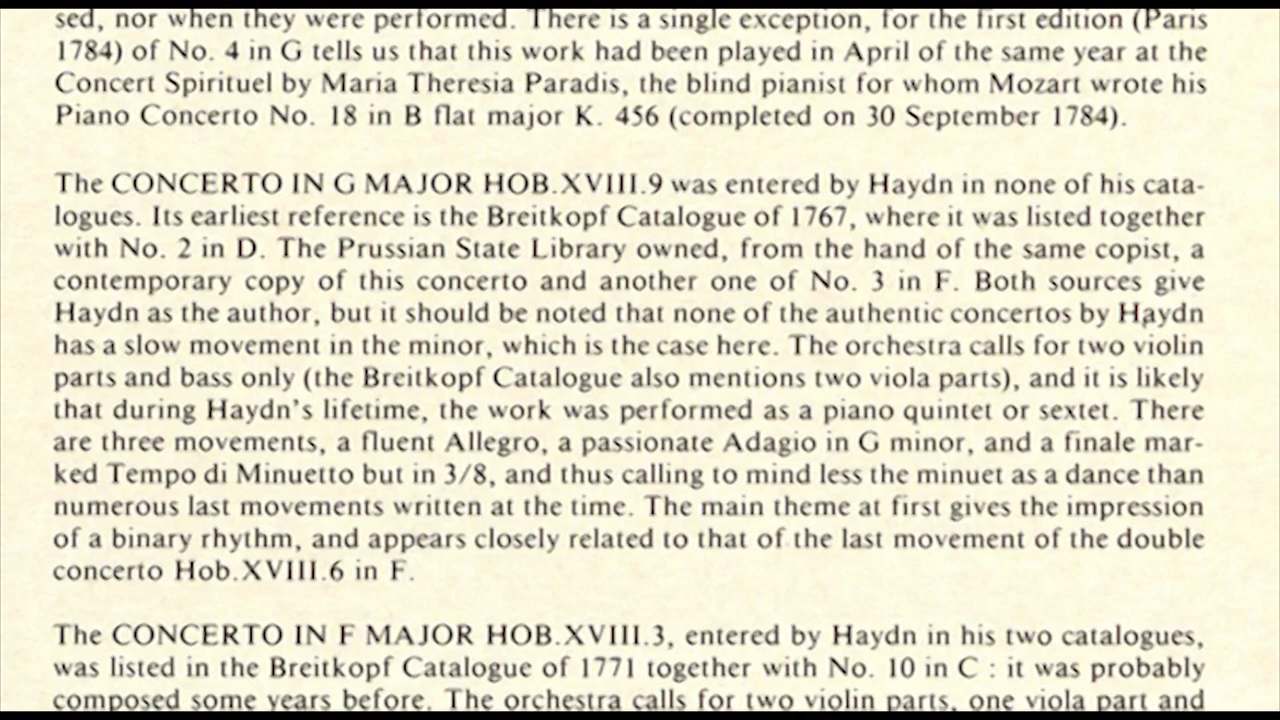 sed, nor when they were performed. There is a single exception, for the first edition (Paris
1784) of No. 4 in G tells us that this work had been played in April of the same year at the
Concert Spirituel by Maria Theresia Paradis, the blind pianist for whom Mozart wrote his
Piano Concerto No. 18 in B flat major K. 456 (completed on 30 September 1784).
The CONCERTO IN G MAJOR HOB.XVIII.9 was entered by Haydn in none of his cata-
logues. Its earliest reference is the Breitkopf Catalogue of 1767, where it was listed together
with No. 2 in D. The Prussian State Library owned, from the hand of the same copist, a
contemporary copy of this concerto and another one of No. 3 in F. Both sources give
Haydn as the author, but it should be noted that none of the authentic concertos by Haydn
has a slow movement in the minor, which is the case here. The orchestra calls for two violin
parts and bass only (the Breitkopf Catalogue also mentions two viola parts), and it is likely
that during Haydn's lifetime, the work was performed as a piano quintet or sextet. There
are three movements, a fluent Allegro, a passionate Adagio in G minor, and a finale mar-
ked Tempo di Minuetto but in 3/8, and thus calling to mind less the minuet as a dance than
numerous last movements written at the time. The main theme at first gives the impression
of a binary rhythm, and appears closely related to that of the last movement of the double
concerto Hob.XVIII.6 in F.
The CONCERTO IN F MAJOR HOB.XVIII.3, entered by Haydn in his two catalogues,
was listed in the Breitkopf Catalogue of 1771 together with No. 10 in C : it was probably
composed some years before. The orchestra calls for two violin parts, one viola part and